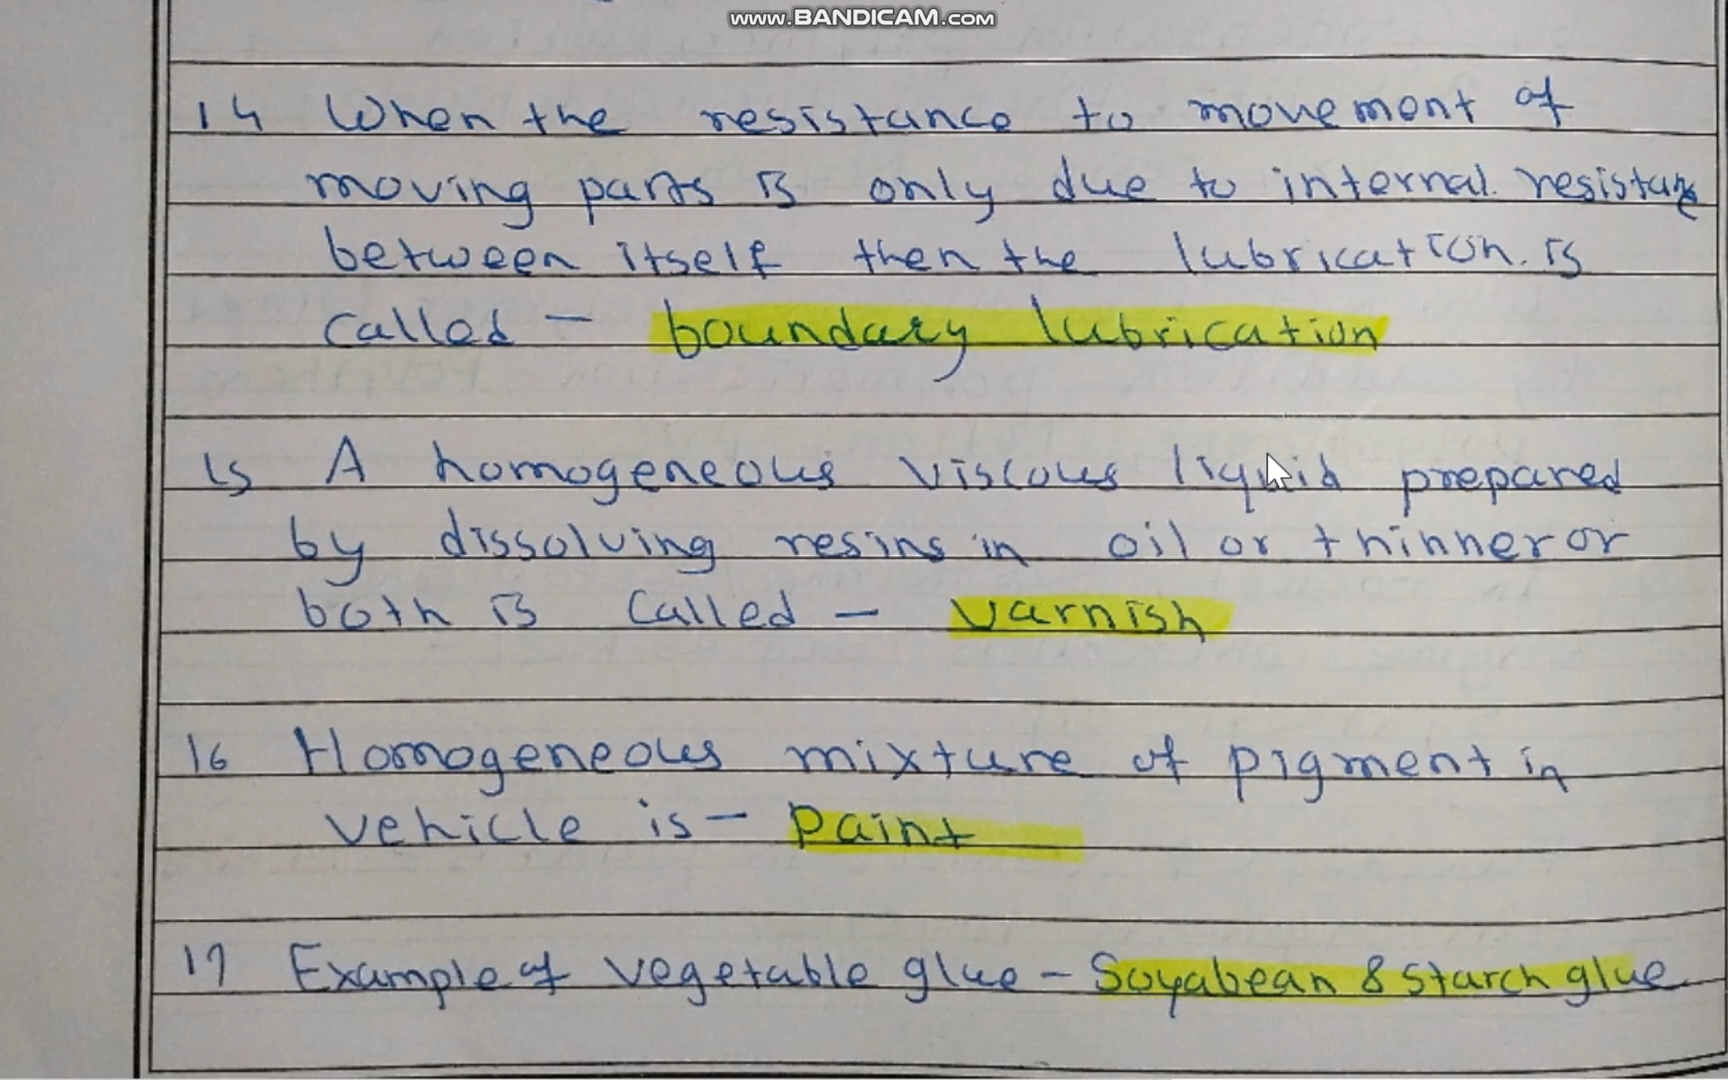 WWW.BANDICAM.COM
14 When the resistance to movement of
moving parts is only due to internal resistance
between itself then the lubrication is
called - boundary lubrication
15 A homogeneous viscous liquid prepared
by dissolving resins in oil or thinner or
both is called - varnish
16 Homogeneous mixture of pigment in
vehicle is - paint
17 Example of vegetable glue - Soyabean & Starch glue